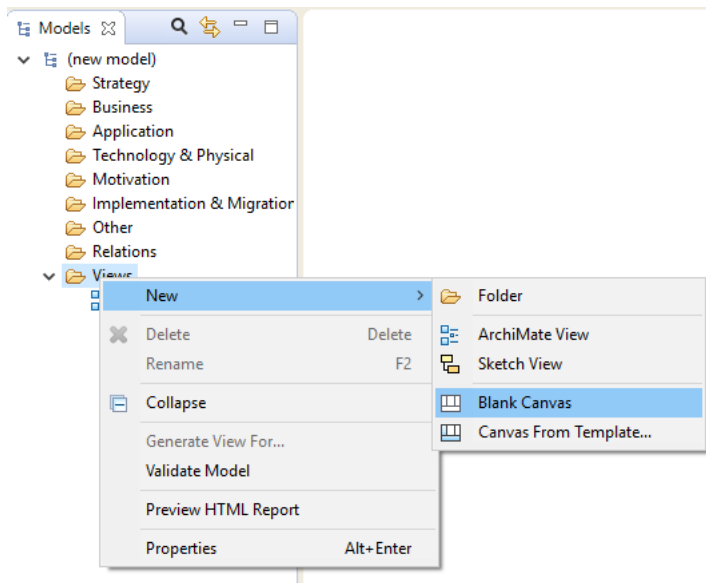 Models
(new model)
Strategy
Business
Application
Technology & Physical
Motivation
Implementation & Migration
Other
Relations
Views
New
Delete Delete
Rename F2
Collapse
Generate View For...
Validate Model
Preview HTML Report
Properties Alt+Enter
Folder
ArchiMate View
Sketch View
Blank Canvas
Canvas From Template...